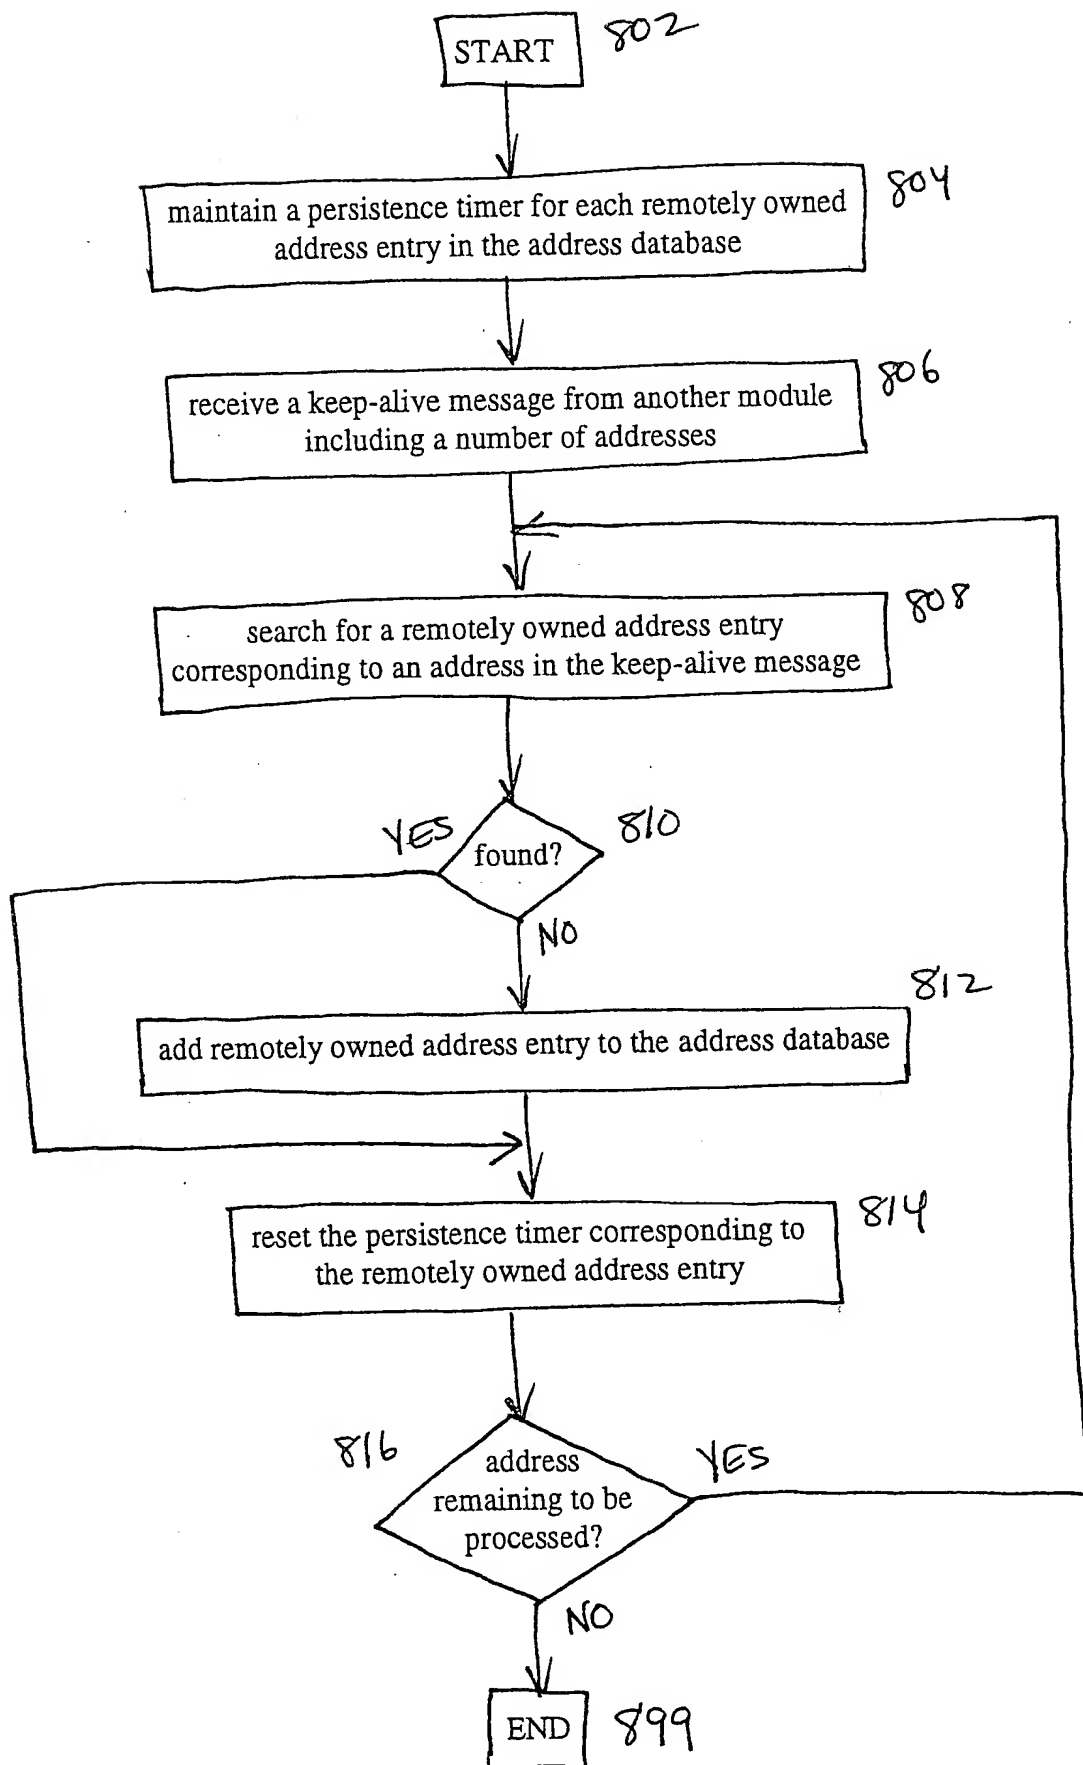 START 802
maintain a persistence timer for each remotely owned
address entry in the address database
804
receive a keep-alive message from another module
including a number of addresses
806
search for a remotely owned address entry
corresponding to an address in the keep-alive message
808
YES
found?
810
NO
812
add remotely owned address entry to the address database
reset the persistence timer corresponding to
the remotely owned address entry
814
816
address
remaining to be
processed?
YES
NO
END 899